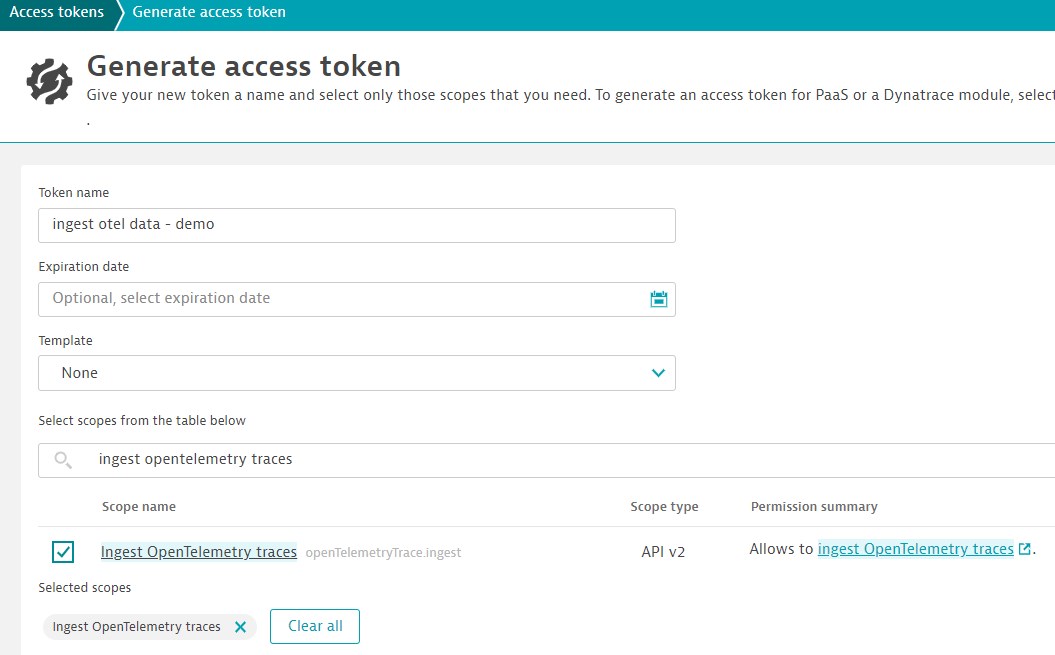 Access tokens
Generate access token
Generate access token
Give your new token a name and select only those scopes that you need. To generate an access token for PaaS or a Dynatrace module, select
.
Token name
ingest otel data - demo
Expiration date
Optional, select expiration date
Template
None
Select scopes from the table below
ingest opentelemetry traces
Scope name Scope type Permission summary
Ingest OpenTelemetry traces openTelemetryTrace.ingest API v2 Allows to ingest OpenTelemetry traces.
Selected scopes
Ingest OpenTelemetry traces Clear all